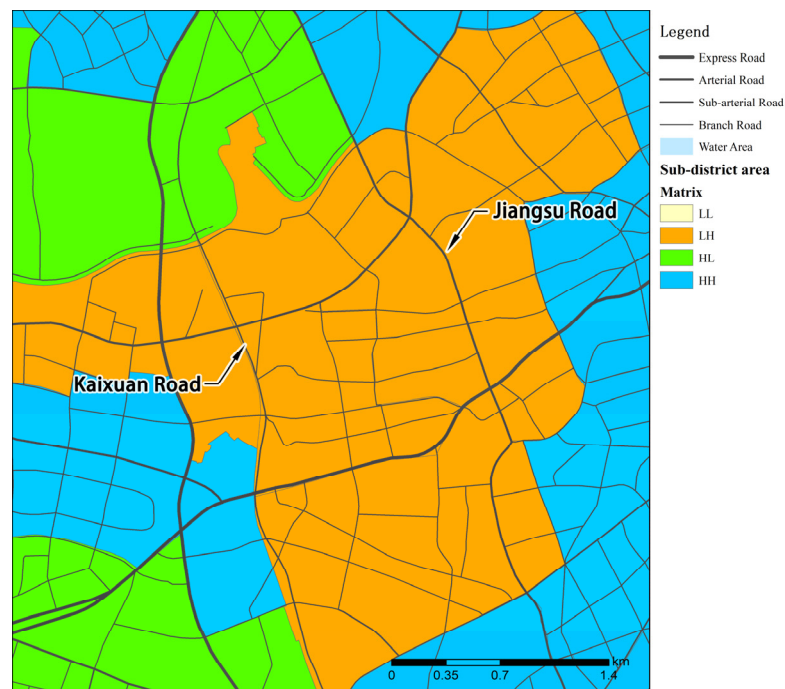 Legend
Express Road
Arterial Road
Sub-arterial Road
Branch Road
Water Area
Sub-district area
Matrix
LL
LH
HL
HH
Jiangsu Road
Kaixuan Road
km
0 0.35 0.7 1.4